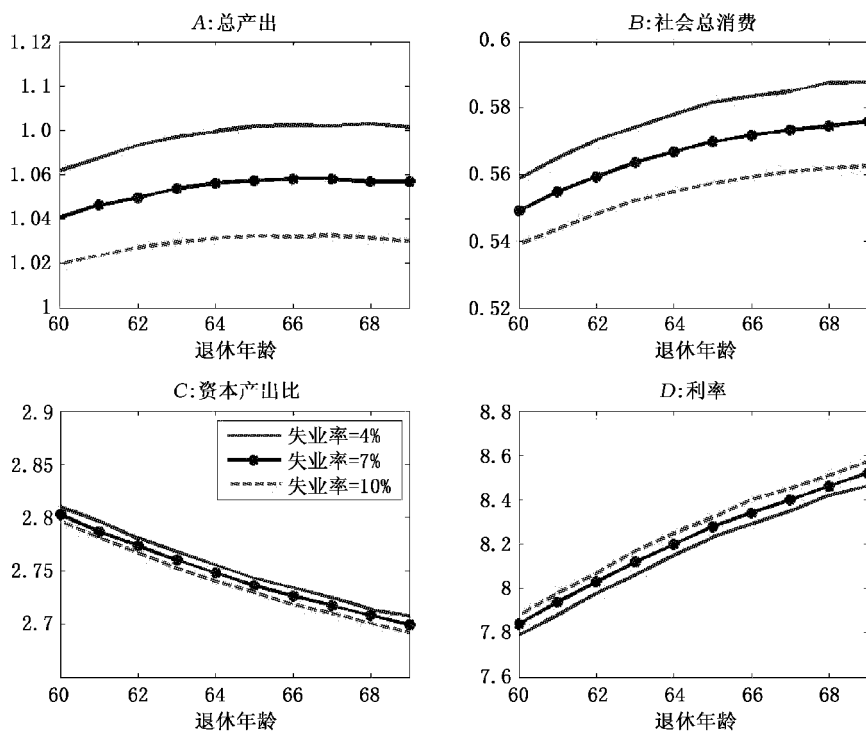 A:总产出
1.12
1.1
1.0
1.06
1.04
1.02
1
60 62 64 66 68
退休年龄
B:社会总消费
0.6
0.58
0.56
0.54
0.52
60 62 64 66 68
退休年龄
C:资本产出比
2.9
2.85
2.8
2.75
2.7
60 62 64 66 68
退休年龄
失业率=4%
失业率=7%
失业率=10%
D:利率
8.8
8.6
8.4
8.2
8
7.8
7.6
60 62 64 66 68
退休年龄